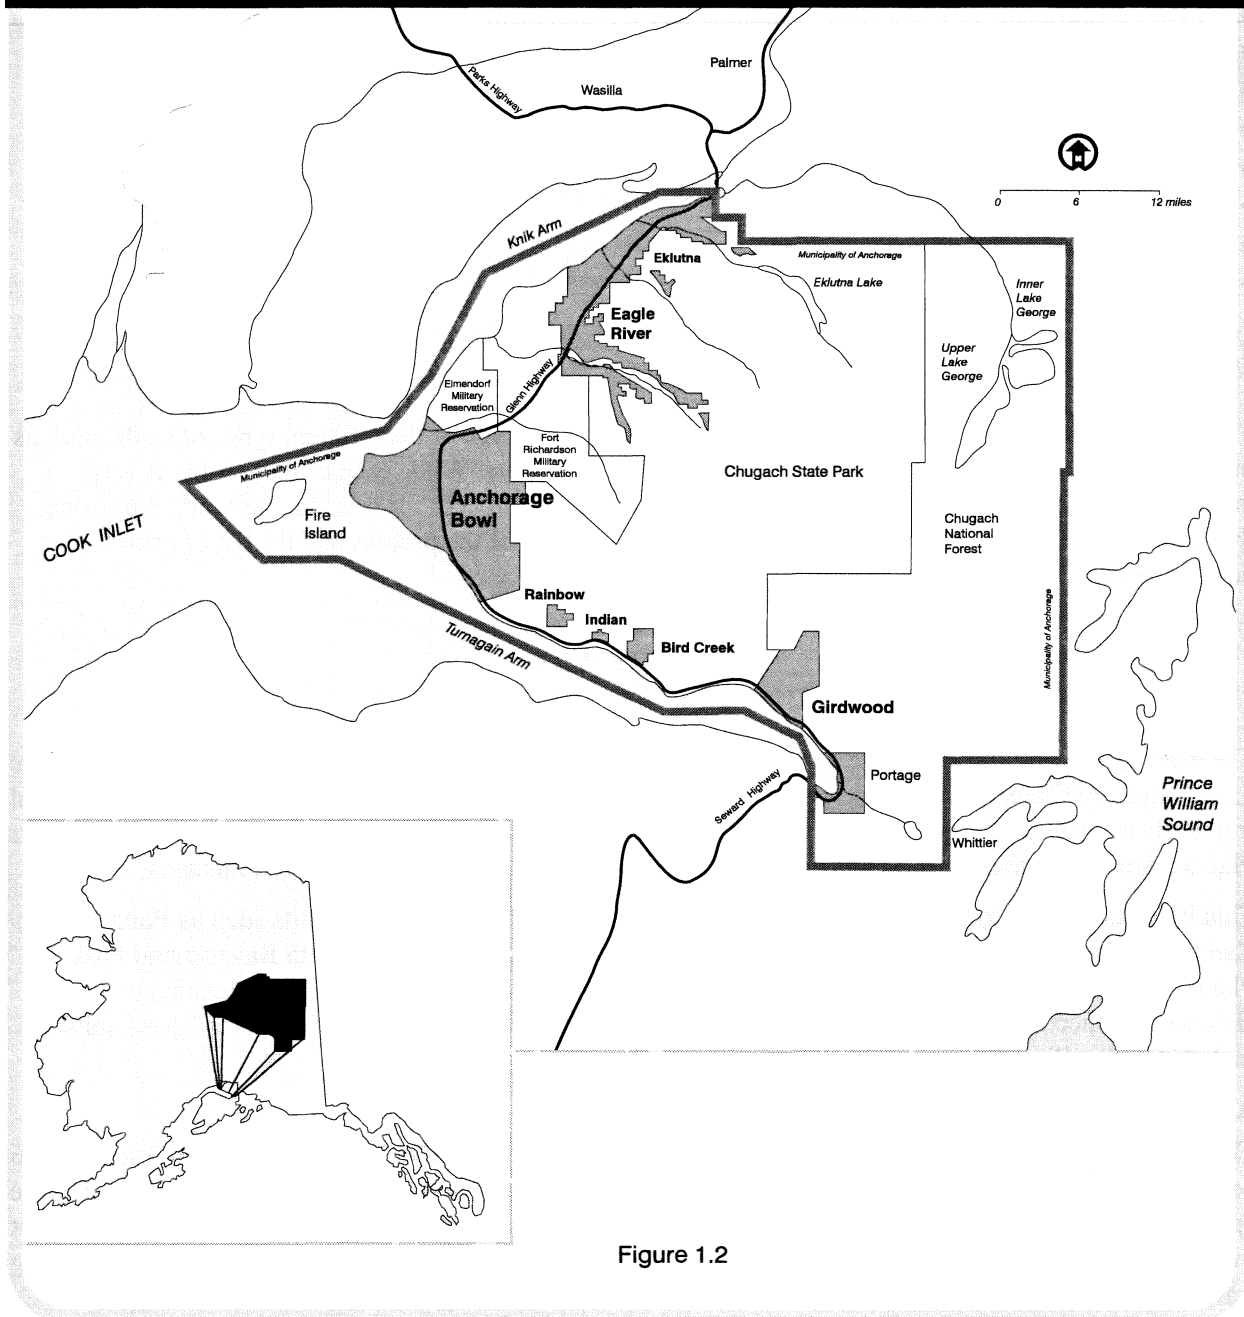 Palmer
Parks Highway
Wasilla
0 6 12 miles
Knik Arm
Municipality of Anchorage
Eklutna
Eklutna Lake
Inner
Lake
George
Eagle
River
Upper
Lake
George
Elmendorf
Military
Reservation
Glenn Highway
Fort
Richardson
Military
Reservation
Municipality of Anchorage
Chugach State Park
Anchorage
Bowl
Fire
Island
COOK INLET
Chugach
National
Forest
Rainbow
Indian
Bird Creek
Turnagain Arm
Municipality of Anchorage
Girdwood
Portage
Seward Highway
Prince
William
Sound
Whittier
Figure 1.2